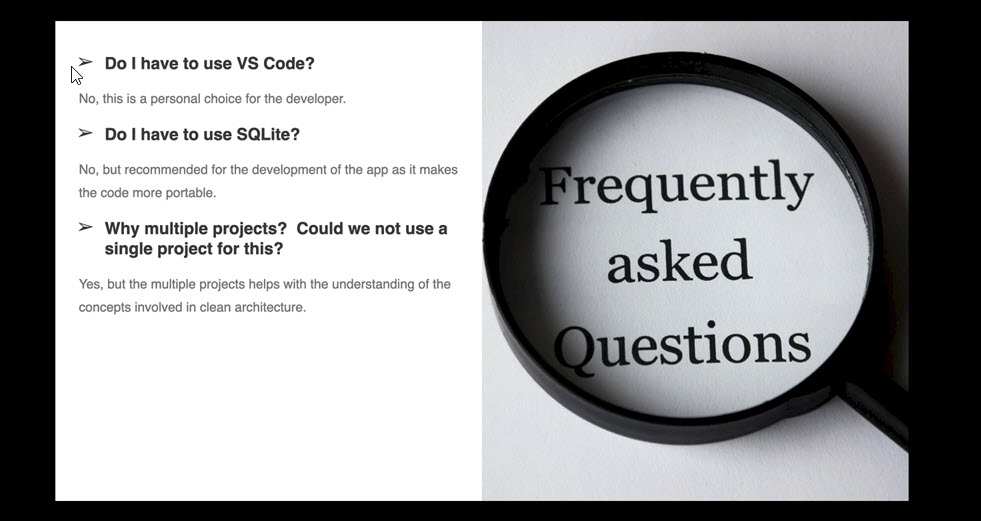 ➢ Do I have to use VS Code?
No, this is a personal choice for the developer.
➢ Do I have to use SQLite?
No, but recommended for the development of the app as it makes
the code more portable.
➢ Why multiple projects?  Could we not use a
single project for this?
Yes, but the multiple projects helps with the understanding of the
concepts involved in clean architecture.
Frequently
asked
Questions